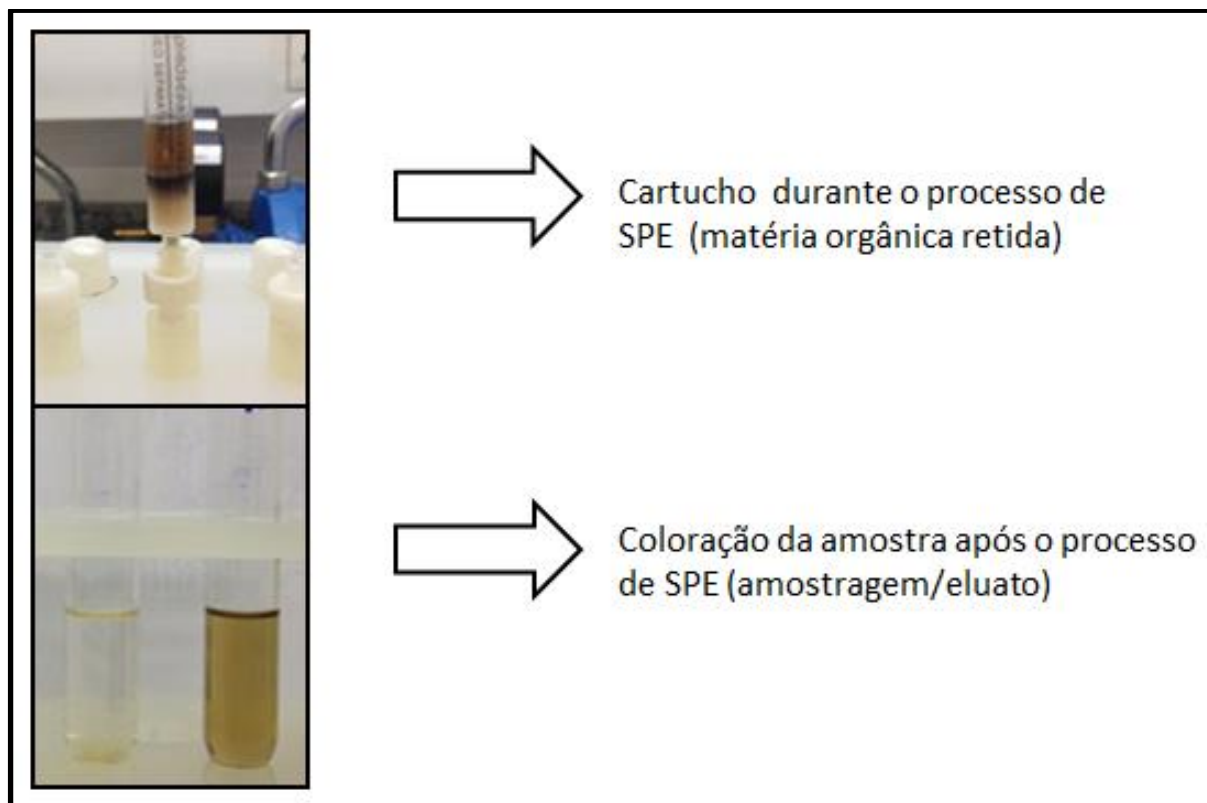 Cartucho durante o processo de
SPE (matéria orgânica retida)
Coloração da amostra após o processo
de SPE (amostragem/eluato)